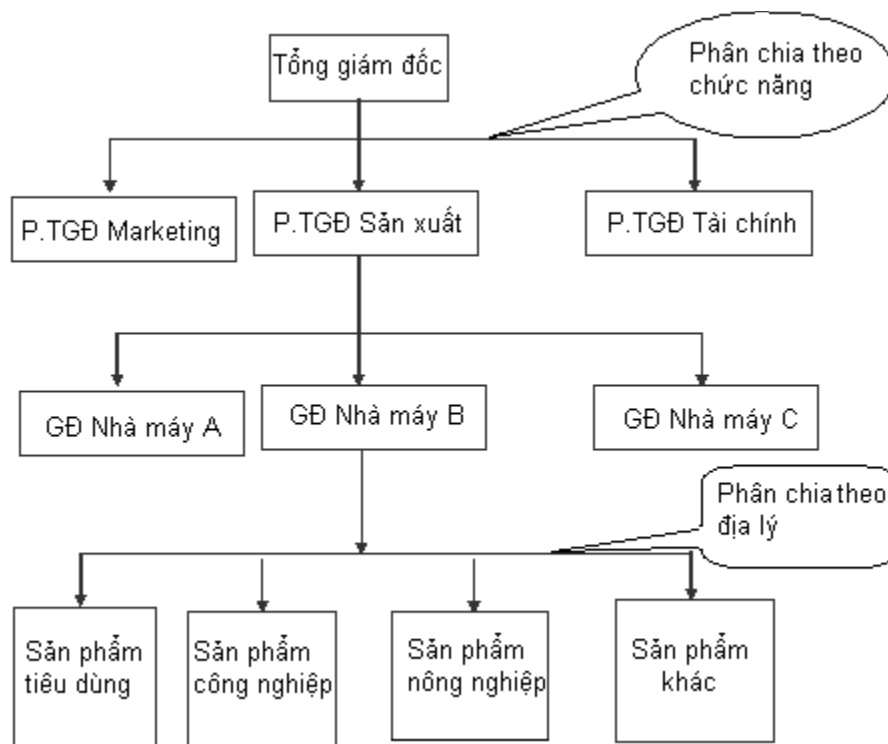 Tổng giám đốc
Phân chia theo
chức năng
P.TGĐ Marketing
P.TGĐ Sản xuất
P.TGĐ Tài chính
GĐ Nhà máy A
GĐ Nhà máy B
GĐ Nhà máy C
Phân chia theo
địa lý
Sản phẩm
tiêu dùng
Sản phẩm
công nghiệp
Sản phẩm
nông nghiệp
Sản phẩm
khác